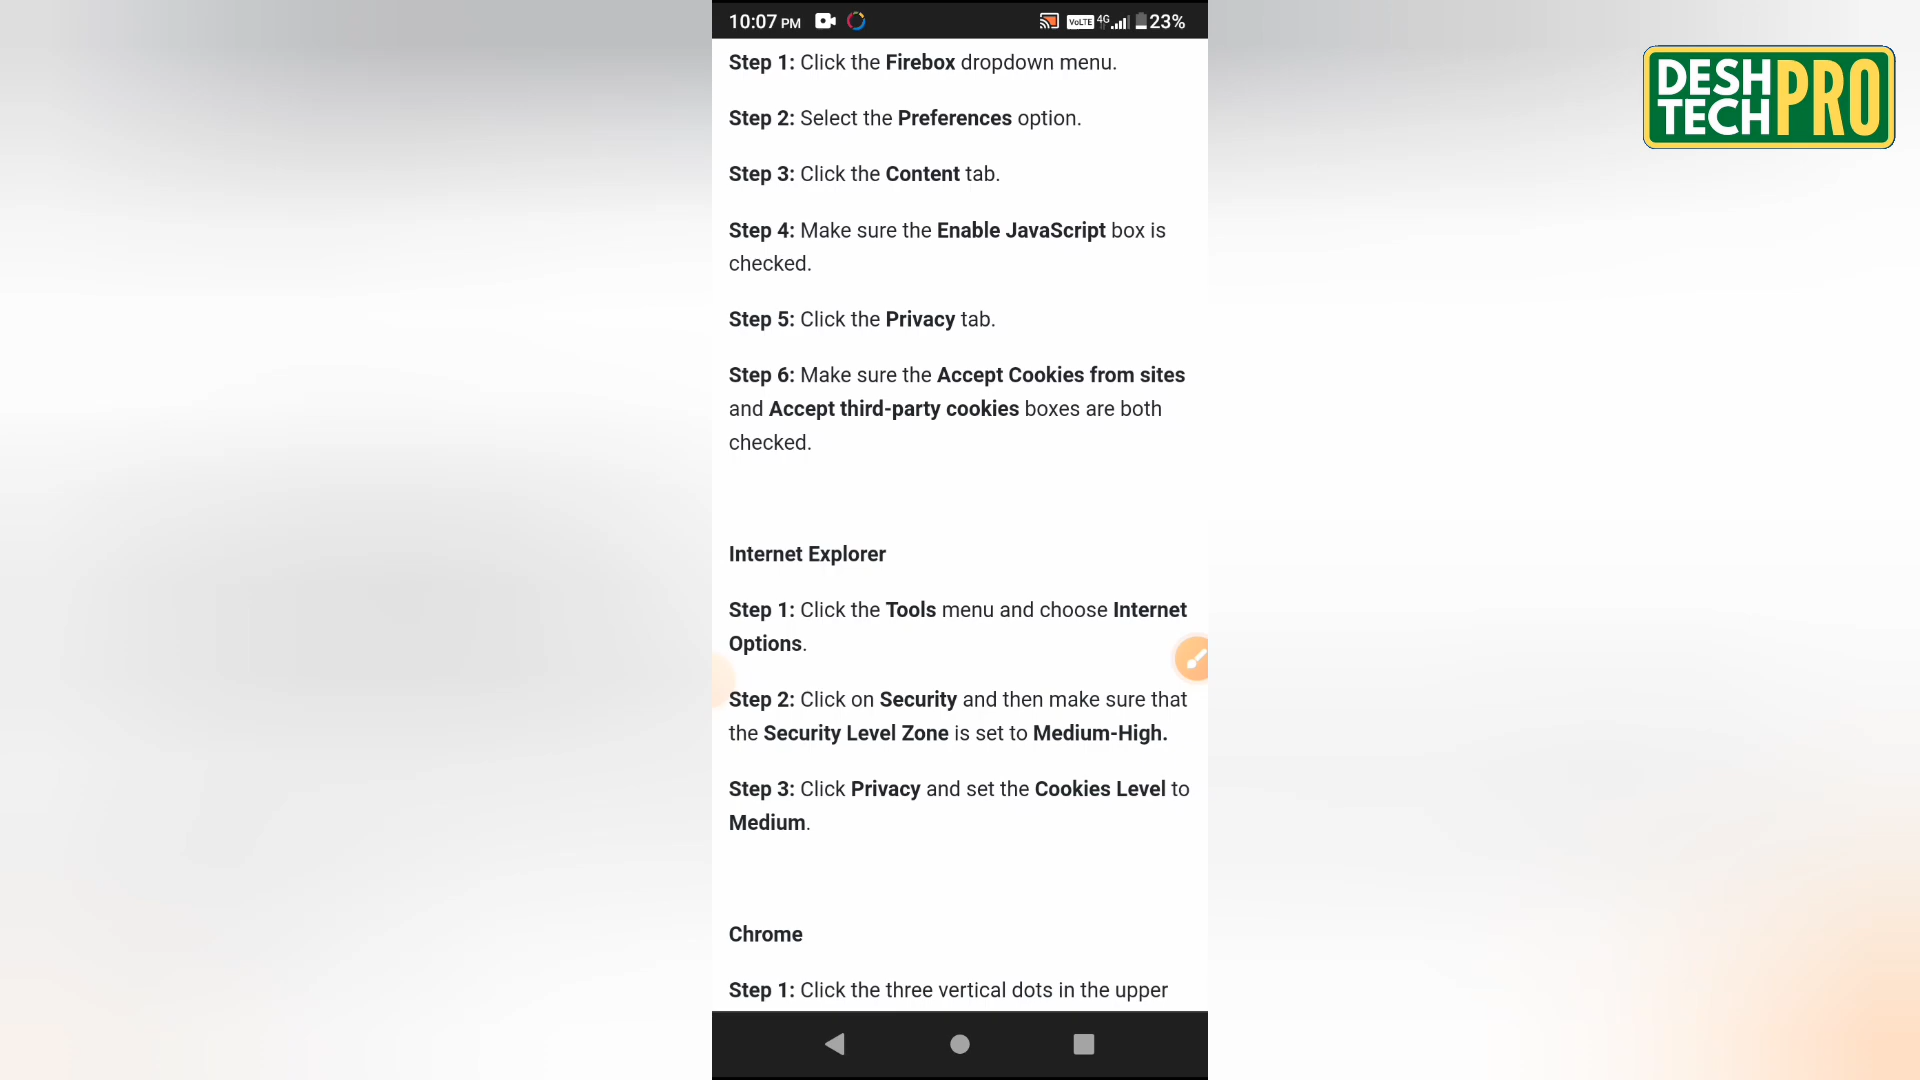 10:07 PM VoLTE 4G 23%
DESH
TECH PRO
Step 1: Click the Firebox dropdown menu.
Step 2: Select the Preferences option.
Step 3: Click the Content tab.
Step 4: Make sure the Enable JavaScript box is
checked.
Step 5: Click the Privacy tab.
Step 6: Make sure the Accept Cookies from sites
and Accept third-party cookies boxes are both
checked.
Internet Explorer
Step 1: Click the Tools menu and choose Internet
Options.
Step 2: Click on Security and then make sure that
the Security Level Zone is set to Medium-High.
Step 3: Click Privacy and set the Cookies Level to
Medium.
Chrome
Step 1: Click the three vertical dots in the upper